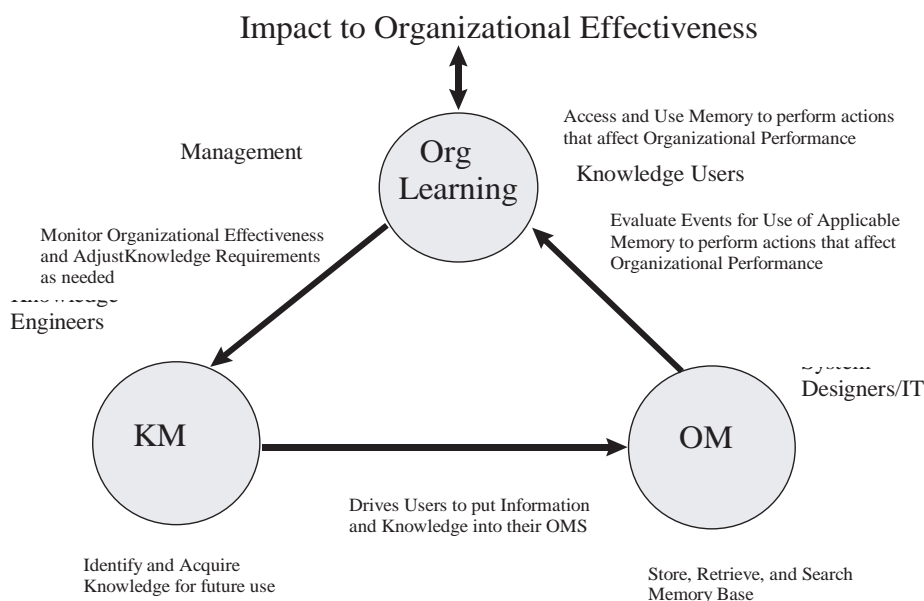 Impact to Organizational Effectiveness
Access and Use Memory to perform actions
that affect Organizational Performance
Management
Org
Learning
Knowledge Users
Evaluate Events for Use of Applicable
Memory to perform actions that affect
Organizational Performance
Monitor Organizational Effectiveness
and AdjustKnowledge Requirements
as needed
Knowledge
Engineers
System
Designers/IT
KM
OM
Drives Users to put Information
and Knowledge into their OMS
Identify and Acquire
Knowledge for future use
Store, Retrieve, and Search
Memory Base